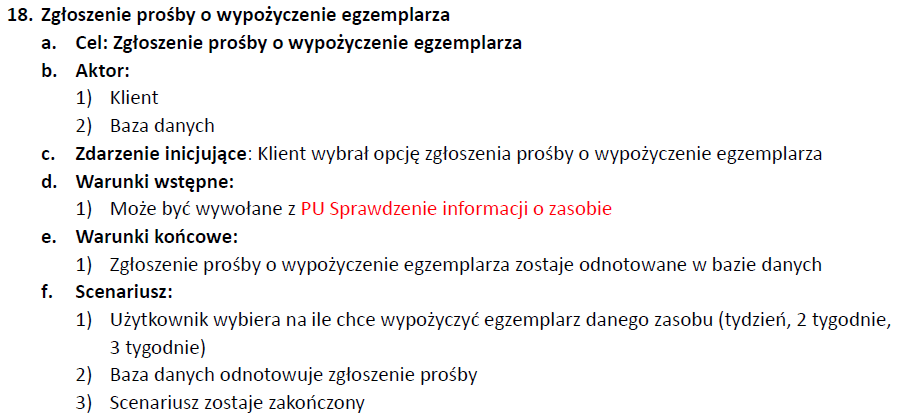 18. Zgłoszenie prośby o wypożyczenie egzemplarza
a. Cel: Zgłoszenie prośby o wypożyczenie egzemplarza
b. Aktor:
1) Klient
2) Baza danych
c. Zdarzenie inicjujące: Klient wybrał opcję zgłoszenia prośby o wypożyczenie egzemplarza
d. Warunki wstępne:
1) Może być wywołane z PU Sprawdzenie informacji o zasobie
e. Warunki końcowe:
1) Zgłoszenie prośby o wypożyczenie egzemplarza zostaje odnotowane w bazie danych
f. Scenariusz:
1) Użytkownik wybiera na ile chce wypożyczyć egzemplarz danego zasobu (tydzień, 2 tygodnie,
3 tygodnie)
2) Baza danych odnotowuje zgłoszenie prośby
3) Scenariusz zostaje zakończony